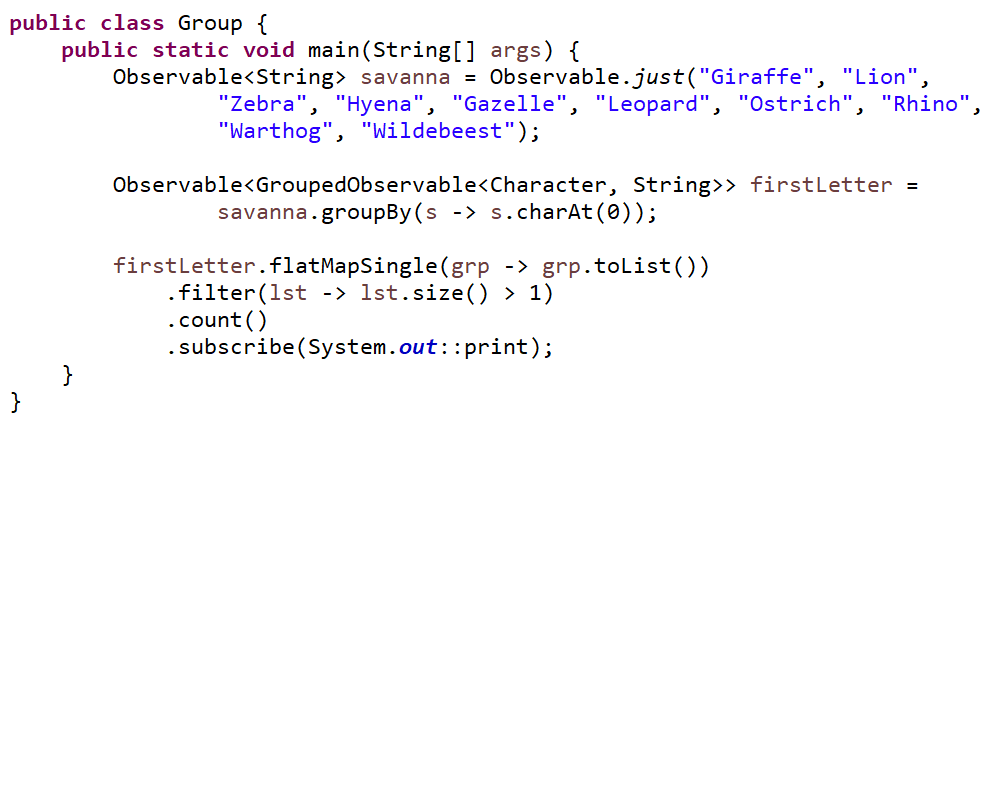 public class Group {
    public static void main(String[] args) {
        Observable<String> savanna = Observable.just("Giraffe", "Lion",
                "Zebra", "Hyena", "Gazelle", "Leopard", "Ostrich", "Rhino",
                "Warthog", "Wildebeest");

        Observable<GroupedObservable<Character, String>> firstLetter =
                savanna.groupBy(s -> s.charAt(0));

        firstLetter.flatMapSingle(grp -> grp.toList())
            .filter(lst -> lst.size() > 1)
            .count()
            .subscribe(System.out::print);
    }
}